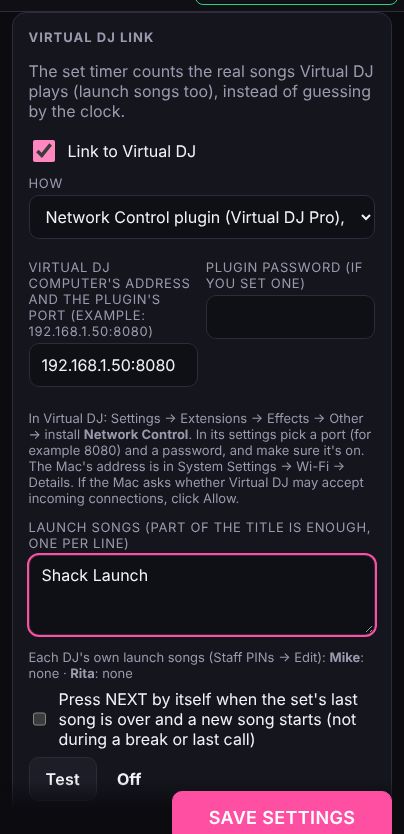 VIRTUAL DJ LINK
The set timer counts the real songs Virtual DJ
plays (launch songs too), instead of guessing
by the clock.
Link to Virtual DJ
HOW
Network Control plugin (Virtual DJ Pro),
VIRTUAL DJ
COMPUTER'S ADDRESS
AND THE PLUGIN'S
PORT (EXAMPLE:
192.168.1.50:8080)
192.168.1.50:8080
PLUGIN PASSWORD (IF
YOU SET ONE)
In Virtual DJ: Settings → Extensions → Effects → Other
→ install Network Control. In its settings pick a port (for
example 8080) and a password, and make sure it's on.
The Mac's address is in System Settings → Wi-Fi →
Details. If the Mac asks whether Virtual DJ may accept
incoming connections, click Allow.
LAUNCH SONGS (PART OF THE TITLE IS ENOUGH,
ONE PER LINE)
Shack Launch
Each DJ's own launch songs (Staff PINs → Edit): Mike:
none · Rita: none
Press NEXT by itself when the set's last
song is over and a new song starts (not
during a break or last call)
Test
Off
SAVE SETTINGS